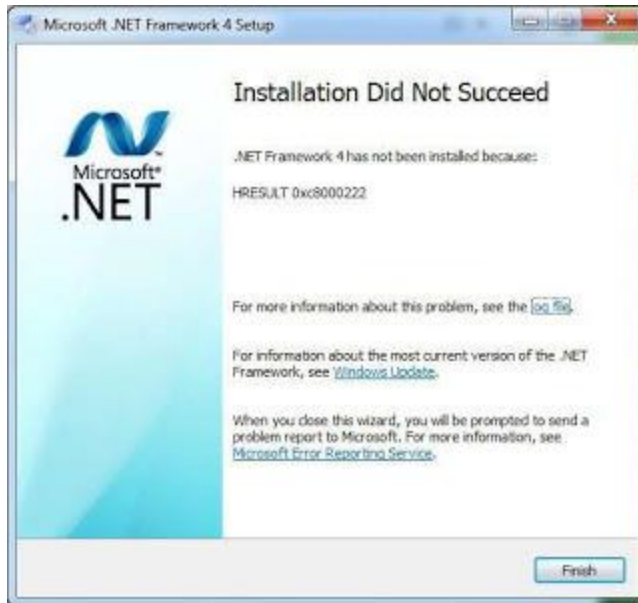 Microsoft .NET Framework 4 Setup
Installation Did Not Succeed
.NET Framework 4 has not been installed because:
HRESULT 0xc8000222
Microsoft®
.NET
For more information about this problem, see the log file.
For information about the most current version of the .NET
Framework, see Windows Update.
When you close this wizard, you will be prompted to send a
problem report to Microsoft. For more information, see
Microsoft Error Reporting Service.
Finish